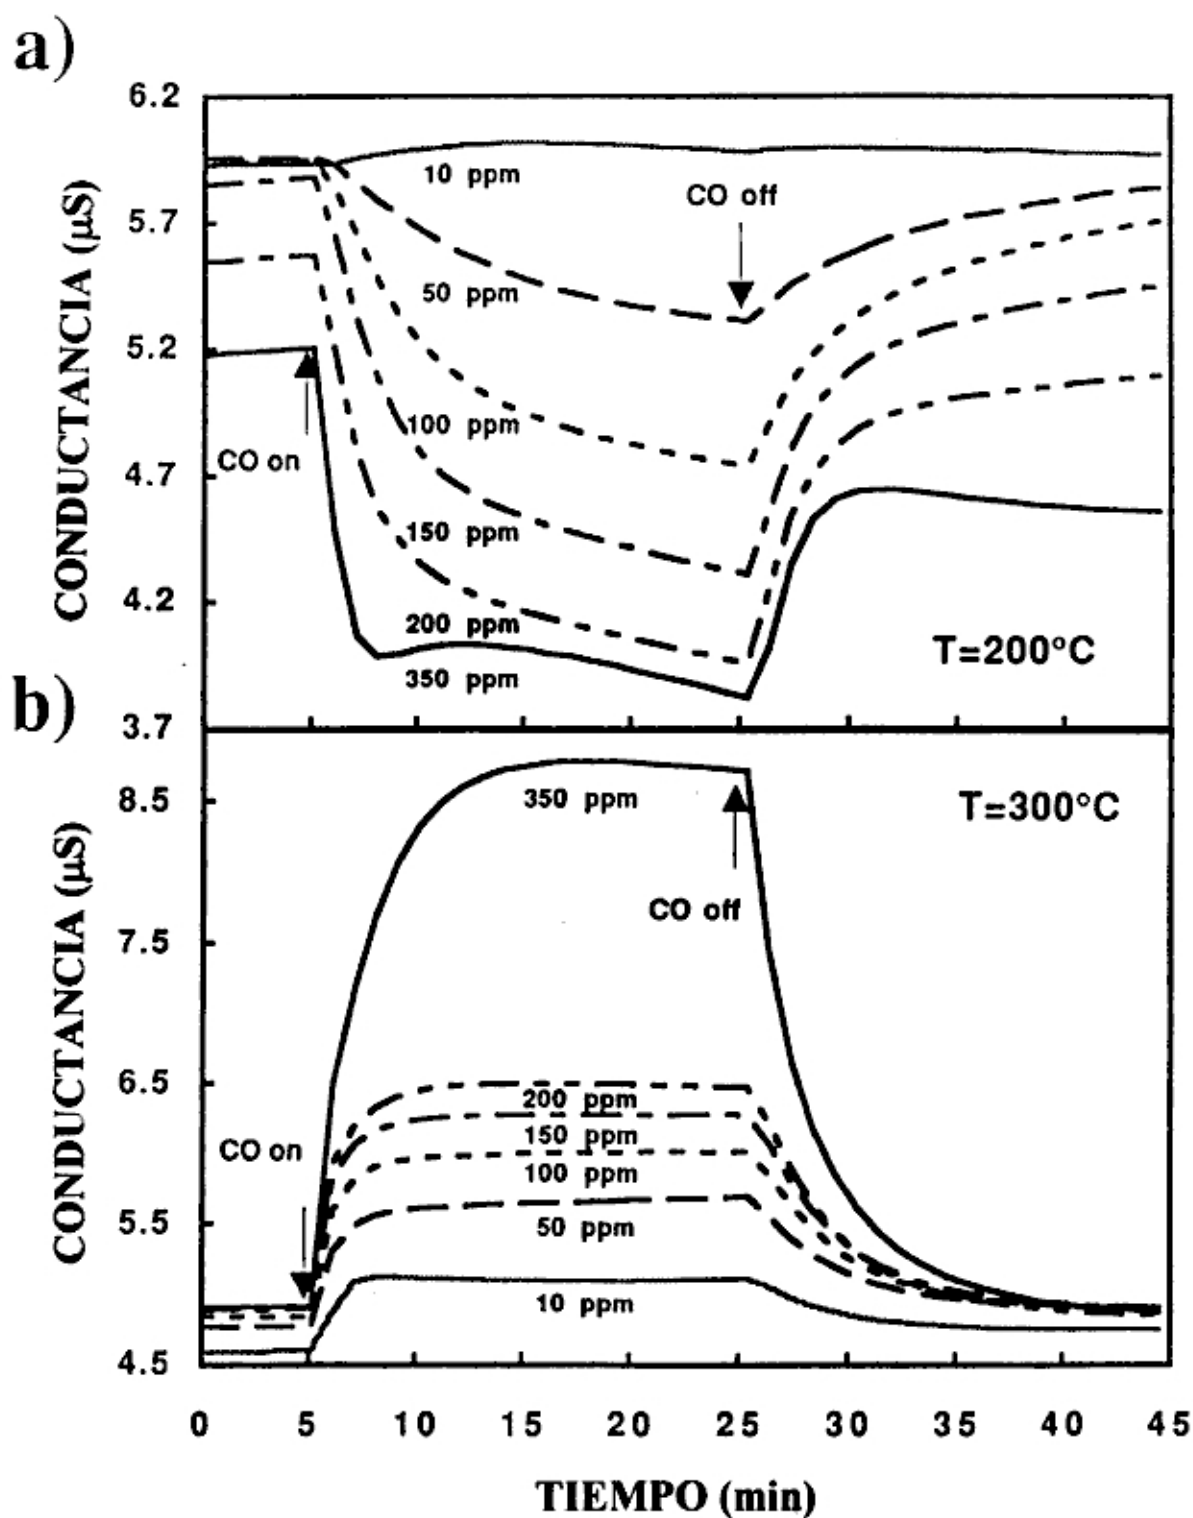 a)
6.2
10 ppm
CO off
5.7
50 ppm
5.2
100 ppm
CO on
4.7
150 ppm
4.2
200 ppm
T=200°C
350 ppm
3.7
CONDUCTANCIA (µS)
b)
350 ppm
T=300°C
8.5
CO off
7.5
6.5
200 ppm
150 ppm
CO on
100 ppm
5.5
50 ppm
10 ppm
4.5
CONDUCTANCIA (µS)
0 5 10 15 20 25 30 35 40 45
TIEMPO (min)